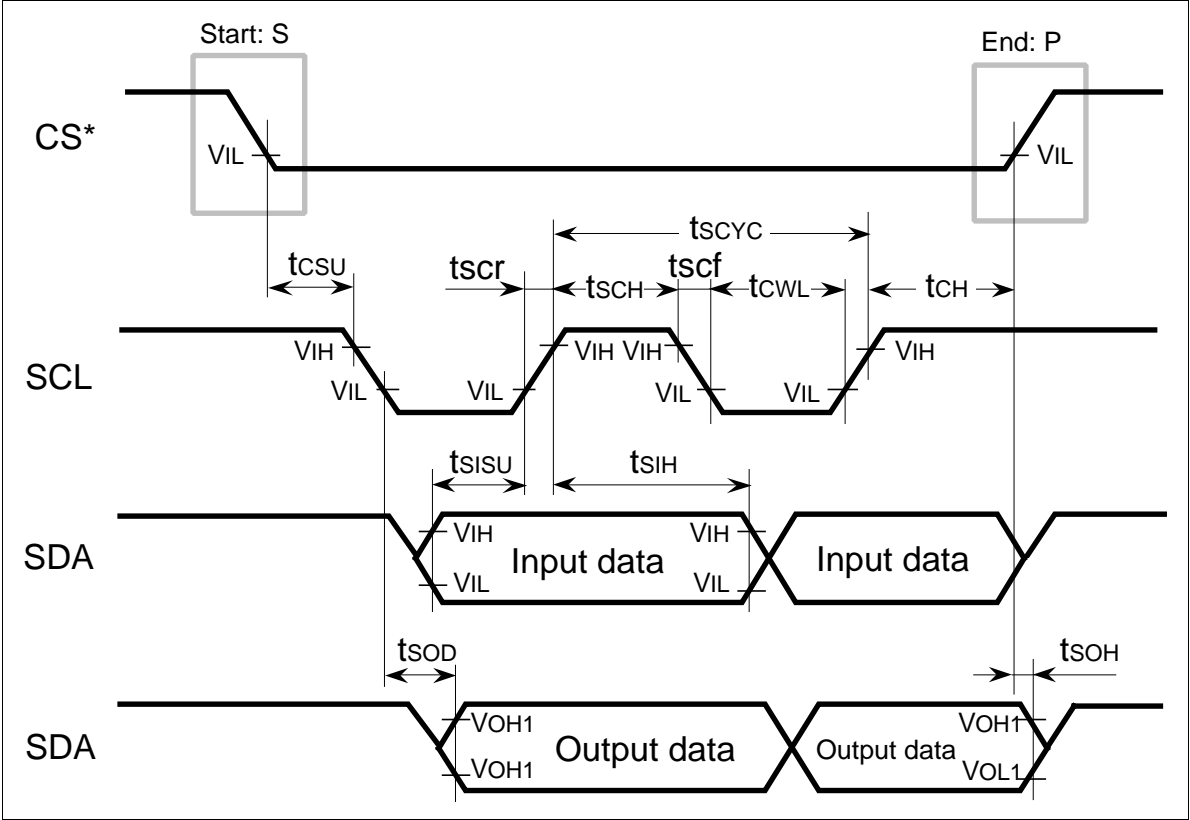 Start: S
End: P
CS*
VIL
VIL
tSCYC
tCSU
tscr
tSCH
tscf
tCWL
tCH
VIH
VIH VIH
VIH
SCL
VIL
VIL
VIL
VIL
tSISU
tSIH
SDA
VIH
VIH
Input data
Input data
VIL
VIL
tSOD
tSOH
VOH1
VOH1
SDA
Output data
Output data
VOH1
VOL1